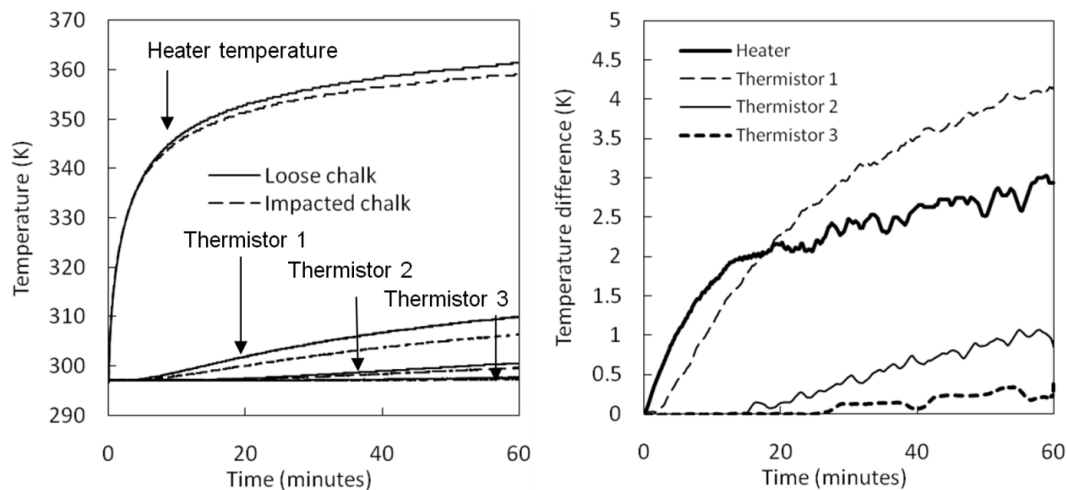 370
360
350
340
330
320
310
300
290
Temperature (K)
Heater temperature
Loose chalk
Impacted chalk
Thermistor 1
Thermistor 2
Thermistor 3
0
20
40
60
Time (minutes)
5
4.5
4
3.5
3
2.5
2
1.5
1
0.5
0
Temperature difference (K)
Heater
Thermistor 1
Thermistor 2
Thermistor 3
0
20
40
60
Time (minutes)